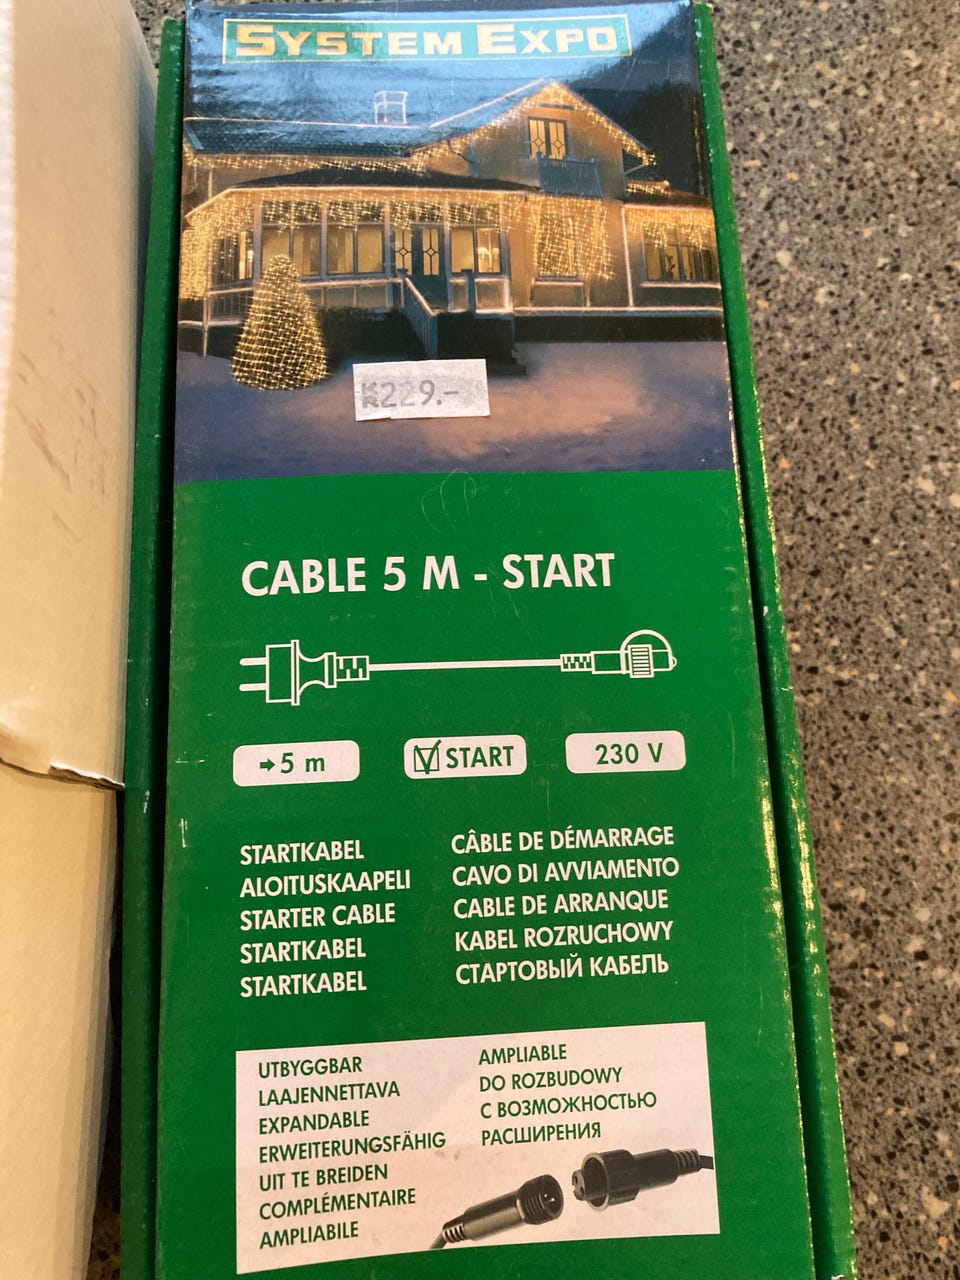 SYSTEM EXPO
229.-
CABLE 5 M - START
5 m
START
230 V
STARTKABEL
ALOITUSKAAPELI
STARTER CABLE
STARTKABEL
STARTKABEL
CÂBLE DE DÉMARRAGE
CAVO DI AVVIAMENTO
CABLE DE ARRANQUE
KABEL ROZRUCHOWY
СТАРТОВЫЙ КАБЕЛЬ
UTBYGGBAR
LAAJENNETTAVA
EXPANDABLE
ERWEITERUNGSFÄHIG
UIT TE BREIDEN
COMPLÉMENTAIRE
AMPLIABILE
AMPLIABLE
DO ROZBUDOWY
С ВОЗМОЖНОСТЬЮ
РАСШИРЕНИЯ